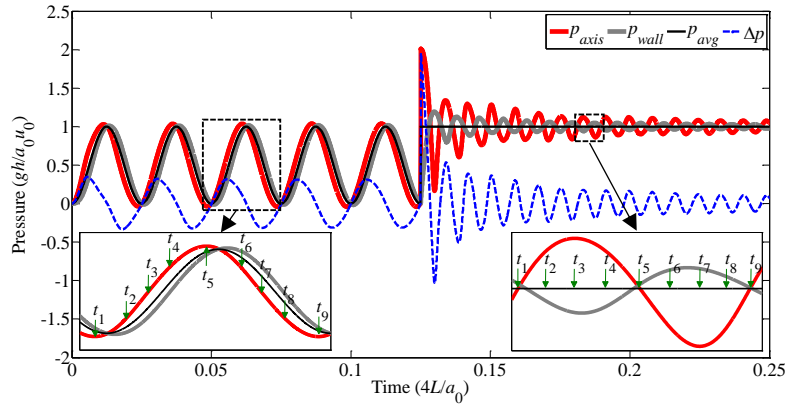 2.5
2
1.5
1
0.5
0
-0.5
-1
-1.5
-2
Pressure (gh/a₀u₀)
p_axis p_wall p_avg Δp
t₁ t₂ t₃ t₄ t₅ t₆ t₇ t₈ t₉
t₁ t₂ t₃ t₄ t₅ t₆ t₇ t₈ t₉
0 0.05 0.1 0.15 0.2 0.25
Time (4L/a₀)